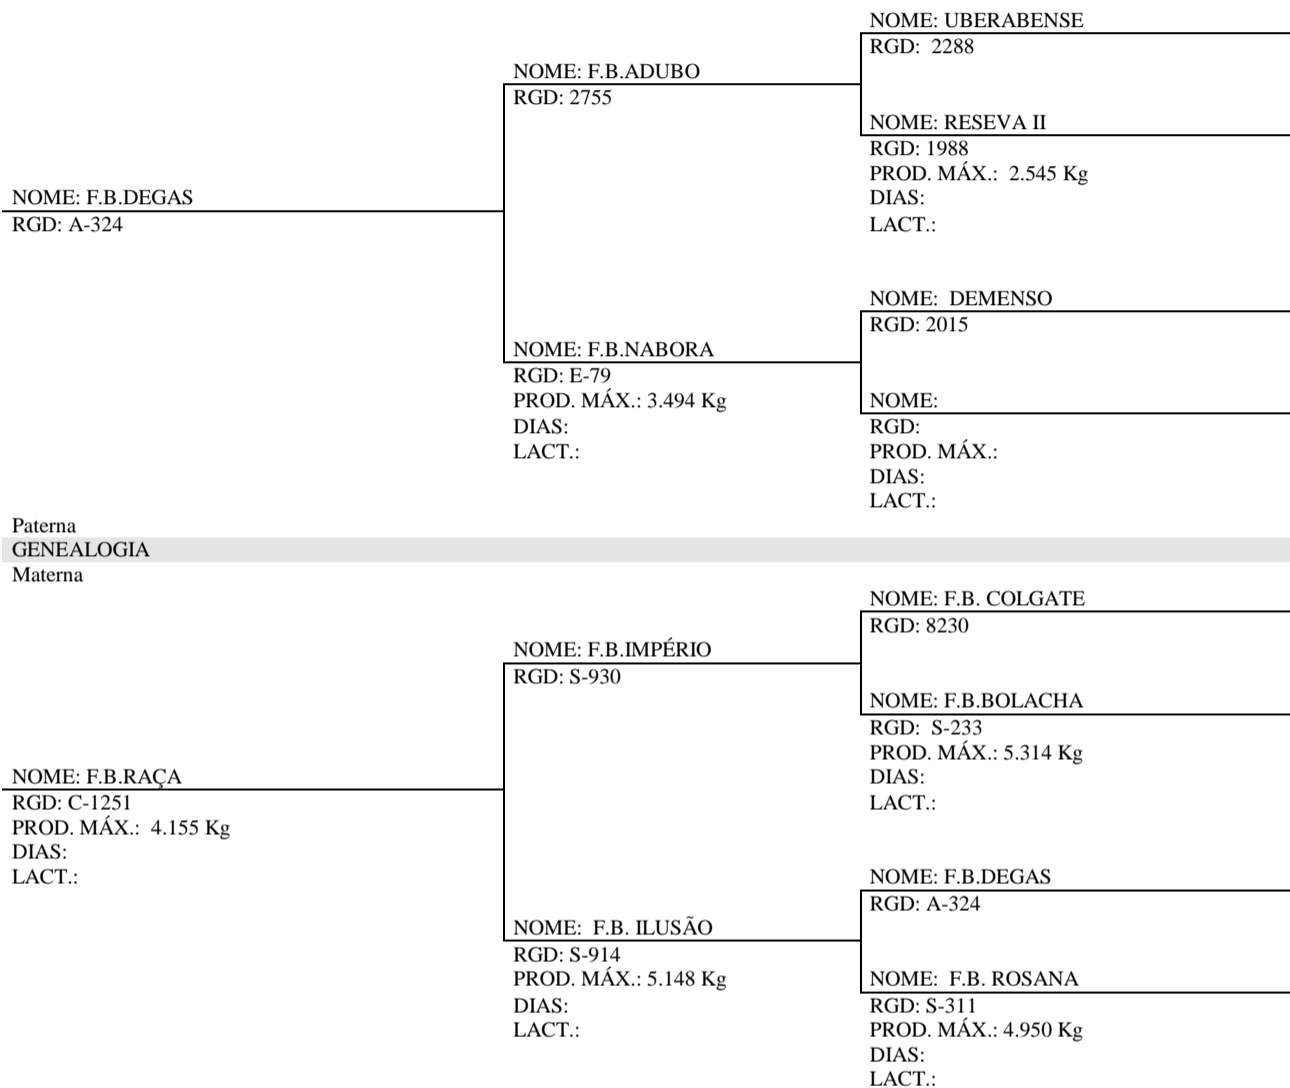 NOME: UBERABENSE
RGD: 2288
NOME: F.B.ADUBO
RGD: 2755
NOME: RESEVA II
RGD: 1988
PROD. MÁX.: 2.545 Kg
DIAS:
LACT.:
NOME: F.B.DEGAS
RGD: A-324
NOME: DEMENSO
RGD: 2015
NOME: F.B.NABORA
RGD: E-79
PROD. MÁX.: 3.494 Kg
DIAS:
LACT.:
NOME:
RGD:
PROD. MÁX.:
DIAS:
LACT.:
Paterna
GENEALOGIA
Materna
NOME: F.B. COLGATE
RGD: 8230
NOME: F.B.IMPÉRIO
RGD: S-930
NOME: F.B.BOLACHA
RGD: S-233
PROD. MÁX.: 5.314 Kg
DIAS:
LACT.:
NOME: F.B.RAÇA
RGD: C-1251
PROD. MÁX.: 4.155 Kg
DIAS:
LACT.:
NOME: F.B.DEGAS
RGD: A-324
NOME: F.B. ILUSÃO
RGD: S-914
PROD. MÁX.: 5.148 Kg
DIAS:
LACT.:
NOME: F.B. ROSANA
RGD: S-311
PROD. MÁX.: 4.950 Kg
DIAS:
LACT.: